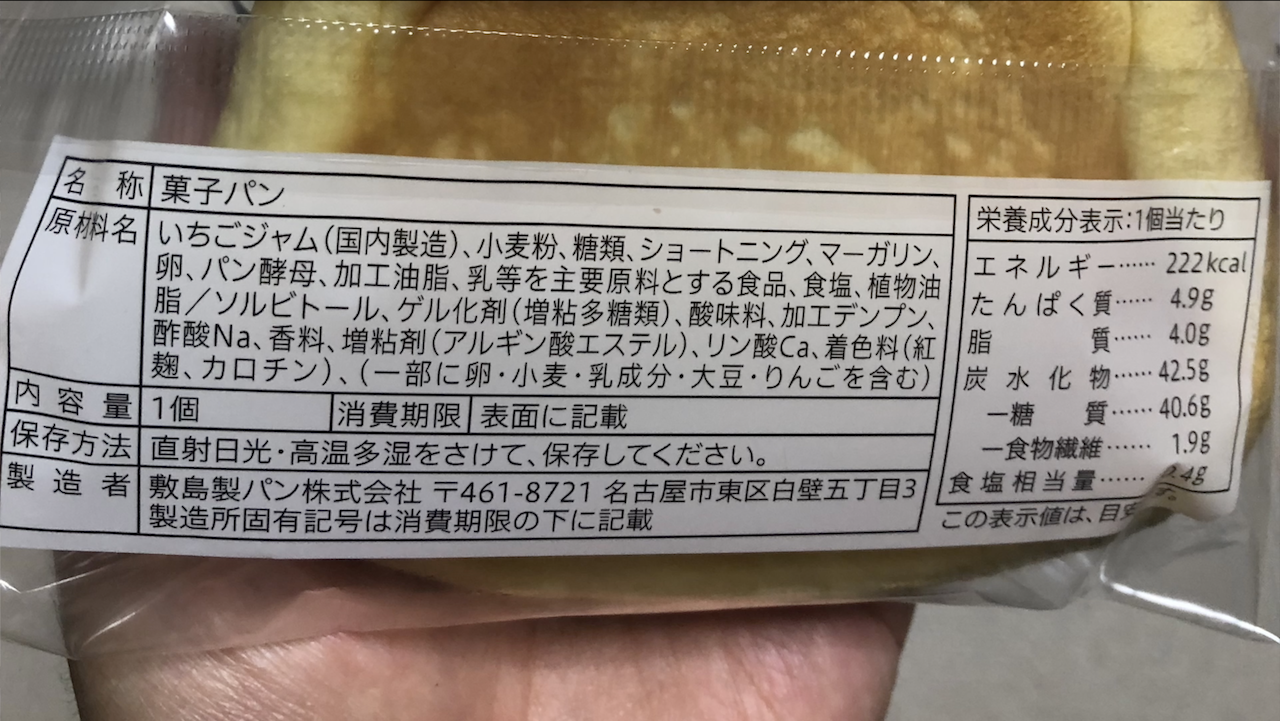 名称 菓子パン
原材料名 いちごジャム(国内製造)、小麦粉、糖類、ショートニング、マーガリン、
卵、パン酵母、加工油脂、乳等を主要原料とする食品、食塩、植物油
脂/ソルビトール、ゲル化剤(増粘多糖類)、酸味料、加工デンプン、
酢酸Na、香料、増粘剤(アルギン酸エステル)、リン酸Ca、着色料(紅
麹、カロチン)、(一部に卵・小麦・乳成分・大豆・りんごを含む)
内容量 1個 消費期限 表面に記載
保存方法 直射日光・高温多湿をさけて、保存してください。
製造者 敷島製パン株式会社 〒461-8721 名古屋市東区白壁五丁目3
製造所固有記号は消費期限の下に記載
栄養成分表示:1個当たり
エネルギー…… 222kcal
たんぱく質…… 4.9g
脂質…… 4.0g
炭水化物…… 42.5g
―糖質…… 40.6g
―食物繊維…… 1.9g
食塩相当量……
この表示値は、目安